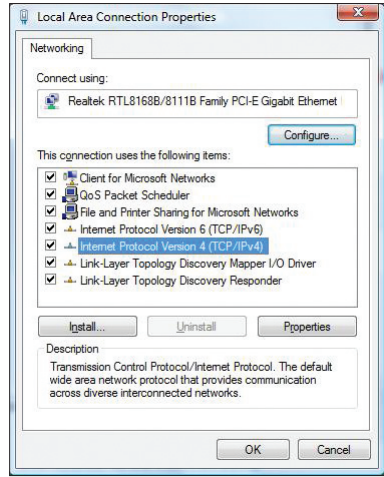 Local Area Connection Properties
Networking
Connect using:
Realtek RTL8168B/8111B Family PCI-E Gigabit Ethernet
Configure...
This connection uses the following items:
Client for Microsoft Networks
QoS Packet Scheduler
File and Printer Sharing for Microsoft Networks
Internet Protocol Version 6 (TCP/IPv6)
Internet Protocol Version 4 (TCP/IPv4)
Link-Layer Topology Discovery Mapper I/O Driver
Link-Layer Topology Discovery Responder
Install... Uninstall Properties
Description
Transmission Control Protocol/Internet Protocol. The default
wide area network protocol that provides communication
across diverse interconnected networks.
OK Cancel